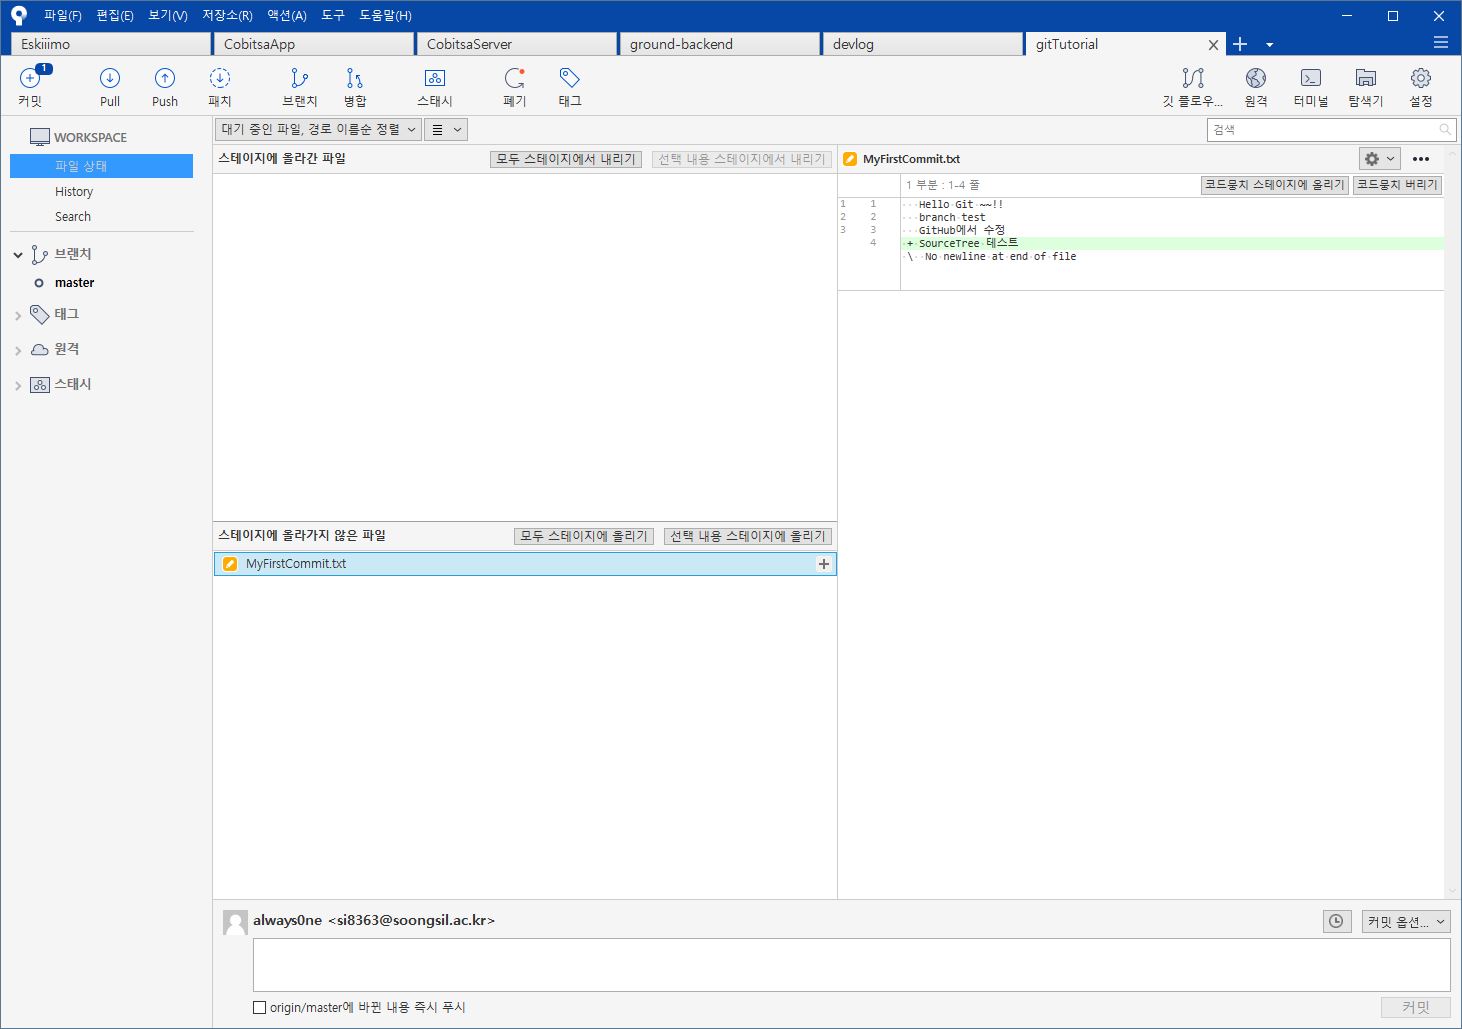 파일(F) 편집(E) 보기(V) 저장소(R) 액션(A) 도구 도움말(H)
Eskiiimo CobitsaApp CobitsaServer ground-backend devlog gitTutorial
1
커밋 Pull Push 패치 브랜치 병합 스태시 폐기 태그 깃 플로우... 원격 터미널 탐색기 설정
WORKSPACE
파일 상태
History
Search
브랜치
master
태그
원격
스태시
대기 중인 파일, 경로 이름순 정렬
검색
스테이지에 올라간 파일 모두 스테이지에서 내리기 선택 내용 스테이지에서 내리기
스테이지에 올라가지 않은 파일 모두 스테이지에 올리기 선택 내용 스테이지에 올리기
MyFirstCommit.txt
MyFirstCommit.txt
1 부분 : 1-4 줄 코드뭉치 스테이지에 올리기 코드뭉치 버리기
1 1 Hello Git ~~!!
2 2 branch test
3 3 GitHub에서 수정
4 + SourceTree 테스트
\ No newline at end of file
always0ne <si8363@soongsil.ac.kr> 커밋 옵션...
origin/master에 바뀐 내용 즉시 푸시 커밋